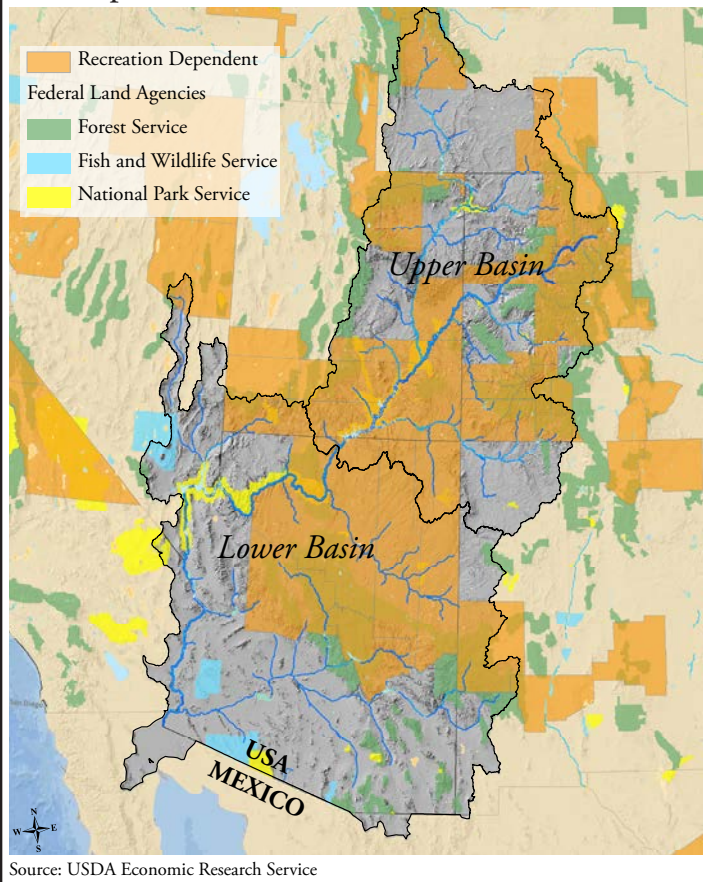 Recreation Dependent
Federal Land Agencies
Forest Service
Fish and Wildlife Service
National Park Service
Upper Basin
Lower Basin
USA
MEXICO
N
W E
S
Source: USDA Economic Research Service